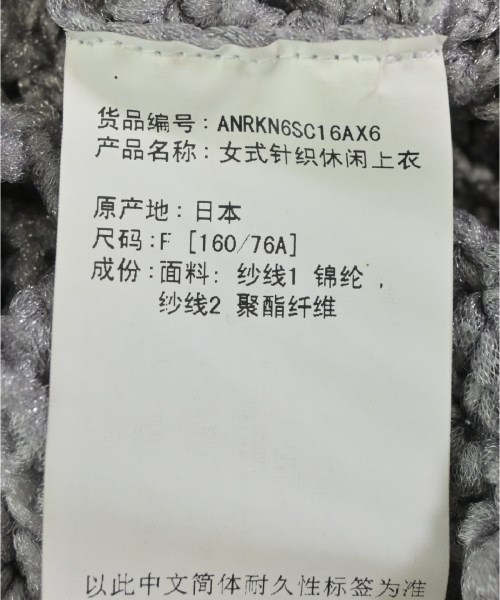 货品编号：ANRKN6SC16AX6
产品名称：女式针织休闲上衣
原产地：日本
尺码：F [160/76A]
成份：面料：纱线1 锦纶，
纱线2 聚酯纤维
以此中文简体耐久性标签为准